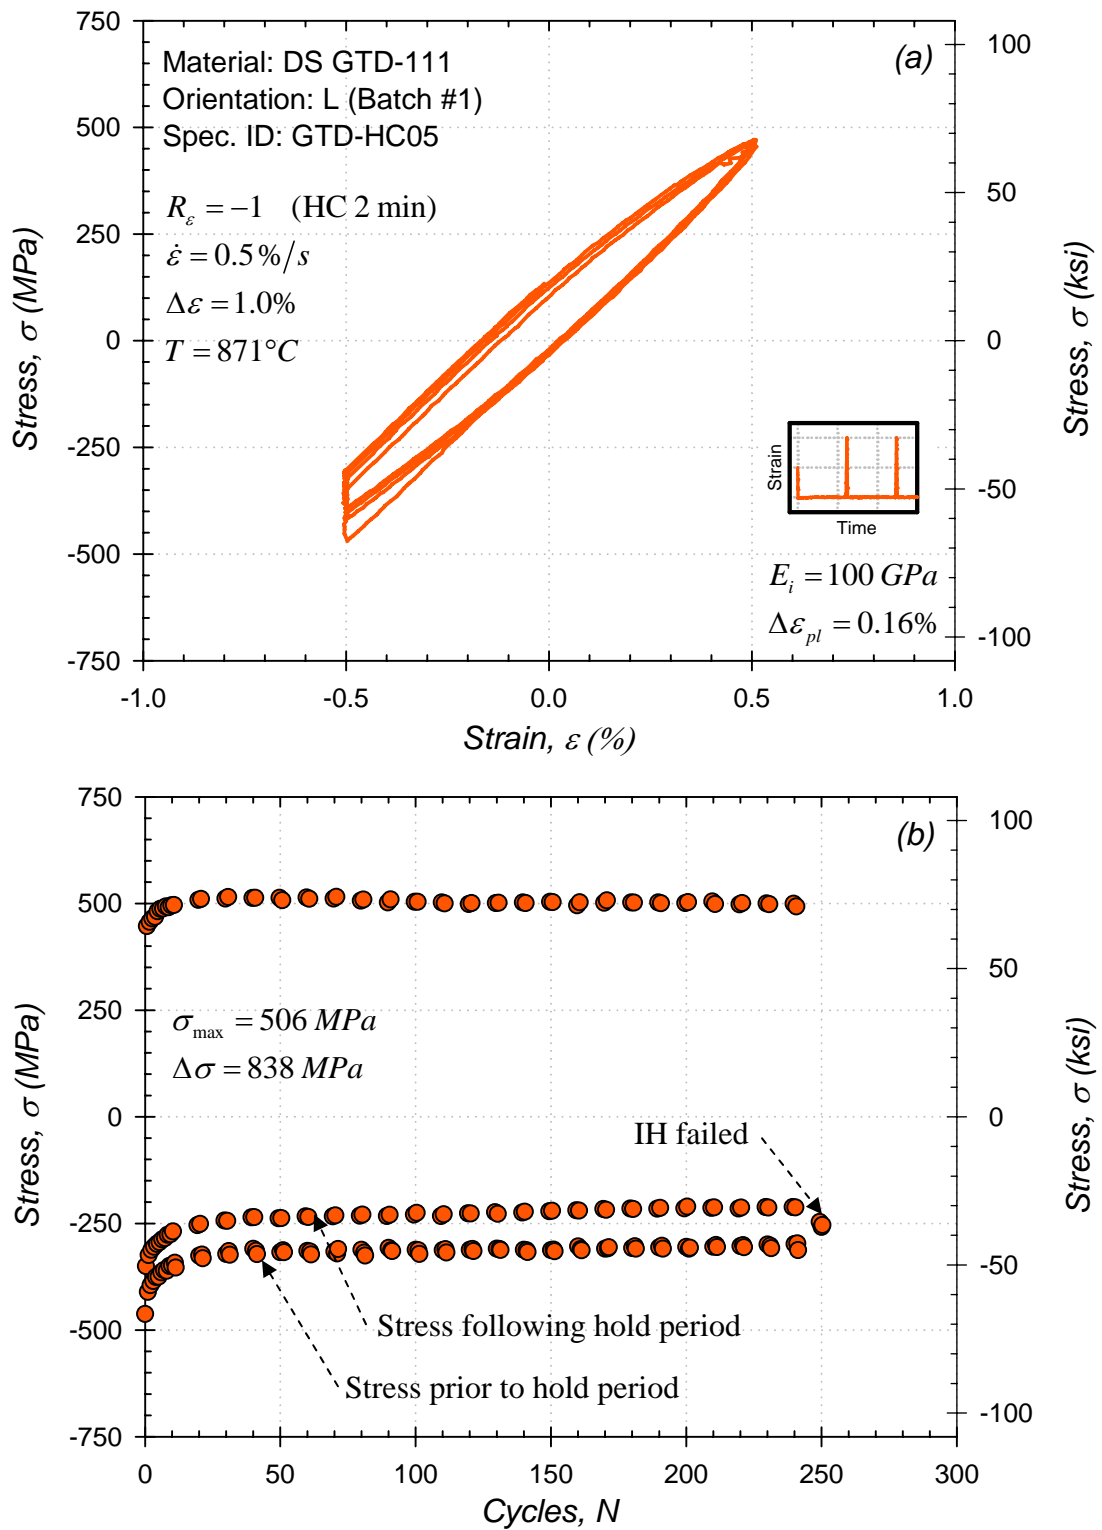 (a)
Material: DS GTD-111
Orientation: L (Batch #1)
Spec. ID: GTD-HC05
R_ε = −1 (HC 2 min)
ε̇ = 0.5%/s
Δε = 1.0%
T = 871°C
Stress, σ (MPa)
750
500
250
0
-250
-500
-750
Stress, σ (ksi)
100
50
0
-50
-100
Strain
Time
E_i = 100 GPa
Δε_pl = 0.16%
-1.0 -0.5 0.0 0.5 1.0
Strain, ε (%)
(b)
Stress, σ (MPa)
750
500
250
0
-250
-500
-750
Stress, σ (ksi)
100
50
0
-50
-100
σ_max = 506 MPa
Δσ = 838 MPa
IH failed
Stress following hold period
Stress prior to hold period
0 50 100 150 200 250 300
Cycles, N